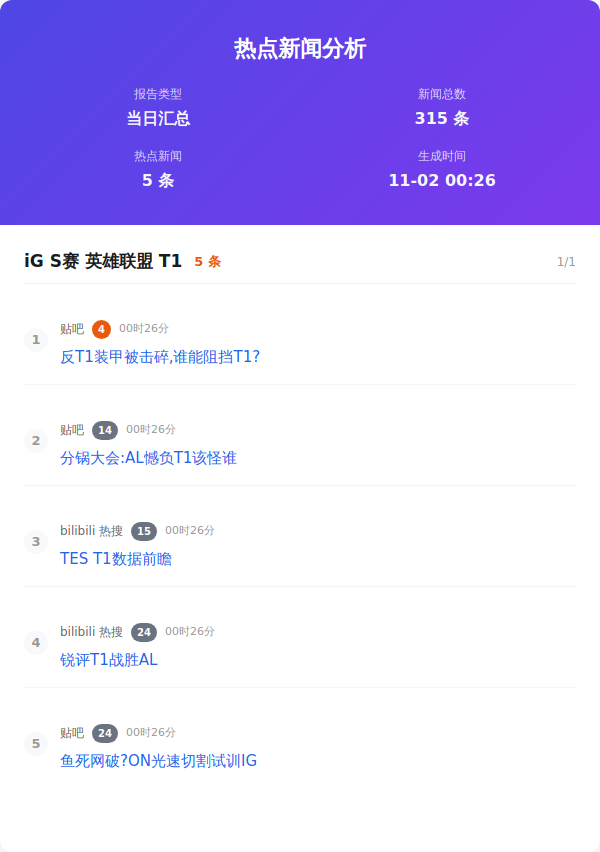 热点新闻分析
报告类型
新闻总数
当日汇总
315 条
热点新闻
生成时间
5 条
11-02 00:26
iG S赛 英雄联盟 T1 5 条 1/1
1
贴吧 4 00时26分
反T1装甲被击碎,谁能阻挡T1?
2
贴吧 14 00时26分
分锅大会:AL憾负T1该怪谁
3
bilibili 热搜 15 00时26分
TES T1数据前瞻
4
bilibili 热搜 24 00时26分
锐评T1战胜AL
5
贴吧 24 00时26分
鱼死网破?ON光速切割试训IG